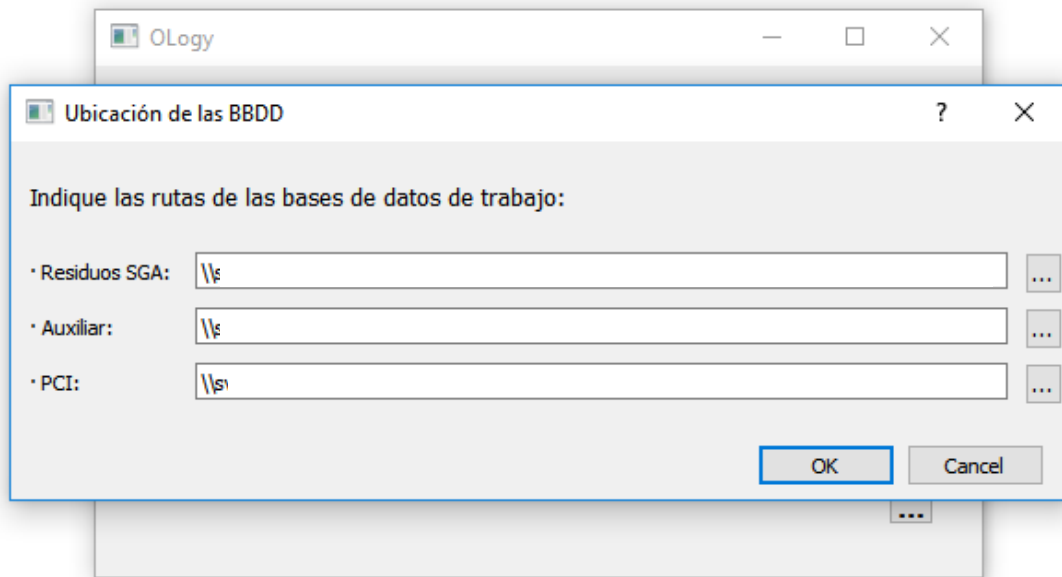 OLogy
Ubicación de las BBDD
?
Indique las rutas de las bases de datos de trabajo:
· Residuos SGA: \\s ...
· Auxiliar: \\s ...
· PCI: \\sv ...
OK Cancel
...